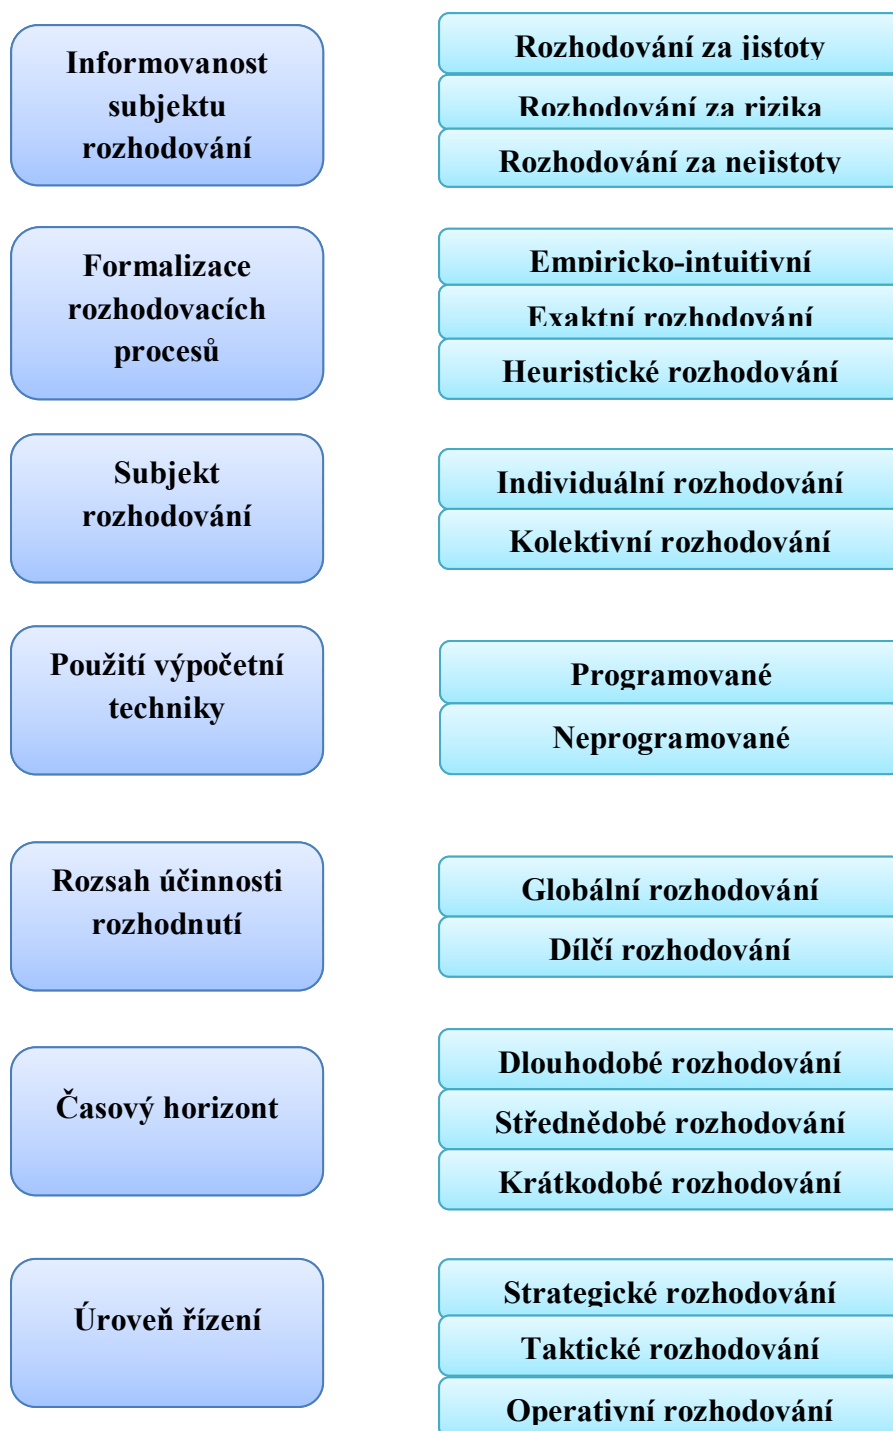 Informovanost
subjektu
rozhodování
Rozhodování za jistoty
Rozhodování za rizika
Rozhodování za nejistoty
Formalizace
rozhodovacích
procesů
Empiricko-intuitivní
Exaktní rozhodování
Heuristické rozhodování
Subjekt
rozhodování
Individuální rozhodování
Kolektivní rozhodování
Použití výpočetní
techniky
Programované
Neprogramované
Rozsah účinnosti
rozhodnutí
Globální rozhodování
Dílčí rozhodování
Časový horizont
Dlouhodobé rozhodování
Střednědobé rozhodování
Krátkodobé rozhodování
Úroveň řízení
Strategické rozhodování
Taktické rozhodování
Operativní rozhodování